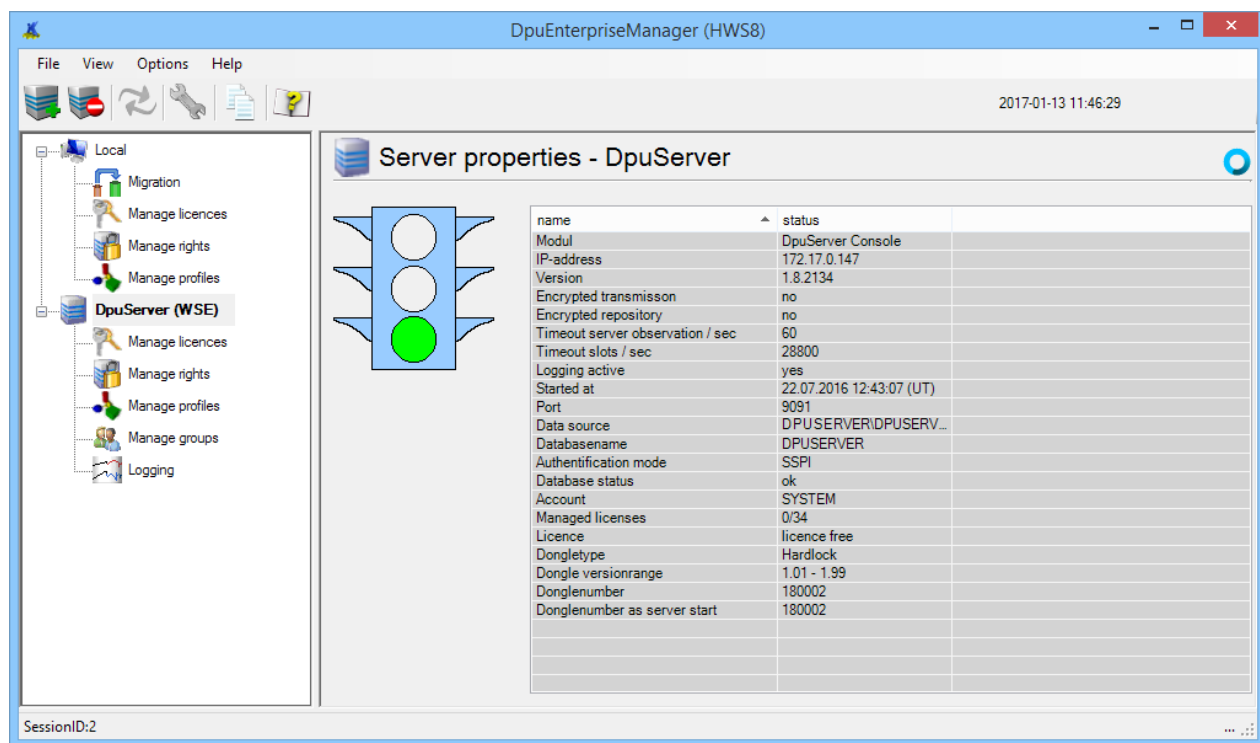 DpuEnterpriseManager (HWS8)
File View Options Help
2017-01-13 11:46:29
Local
Migration
Manage licences
Manage rights
Manage profiles
DpuServer (WSE)
Manage licences
Manage rights
Manage profiles
Manage groups
Logging
Server properties - DpuServer
name status
Modul DpuServer Console
IP-address 172.17.0.147
Version 1.8.2134
Encrypted transmisson no
Encrypted repository no
Timeout server observation / sec 60
Timeout slots / sec 28800
Logging active yes
Started at 22.07.2016 12:43:07 (UT)
Port 9091
Data source DPUSERVER\DPUSERV...
Databasename DPUSERVER
Authentification mode SSPI
Database status ok
Account SYSTEM
Managed licenses 0/34
Licence licence free
Dongletype Hardlock
Dongle versionrange 1.01 - 1.99
Donglenumber 180002
Donglenumber as server start 180002
SessionID:2 ...